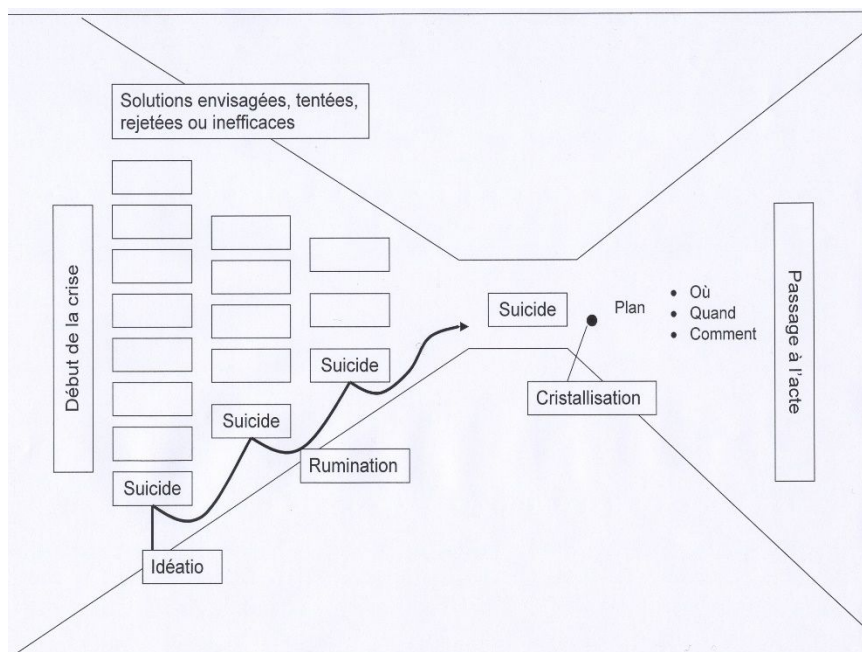 Solutions envisagées, tentées,
rejetées ou inefficaces
Début de la crise
Suicide
Suicide
Suicide
Suicide
Idéatio
Rumination
Cristallisation
Plan
• Où
• Quand
• Comment
Passage à l'acte